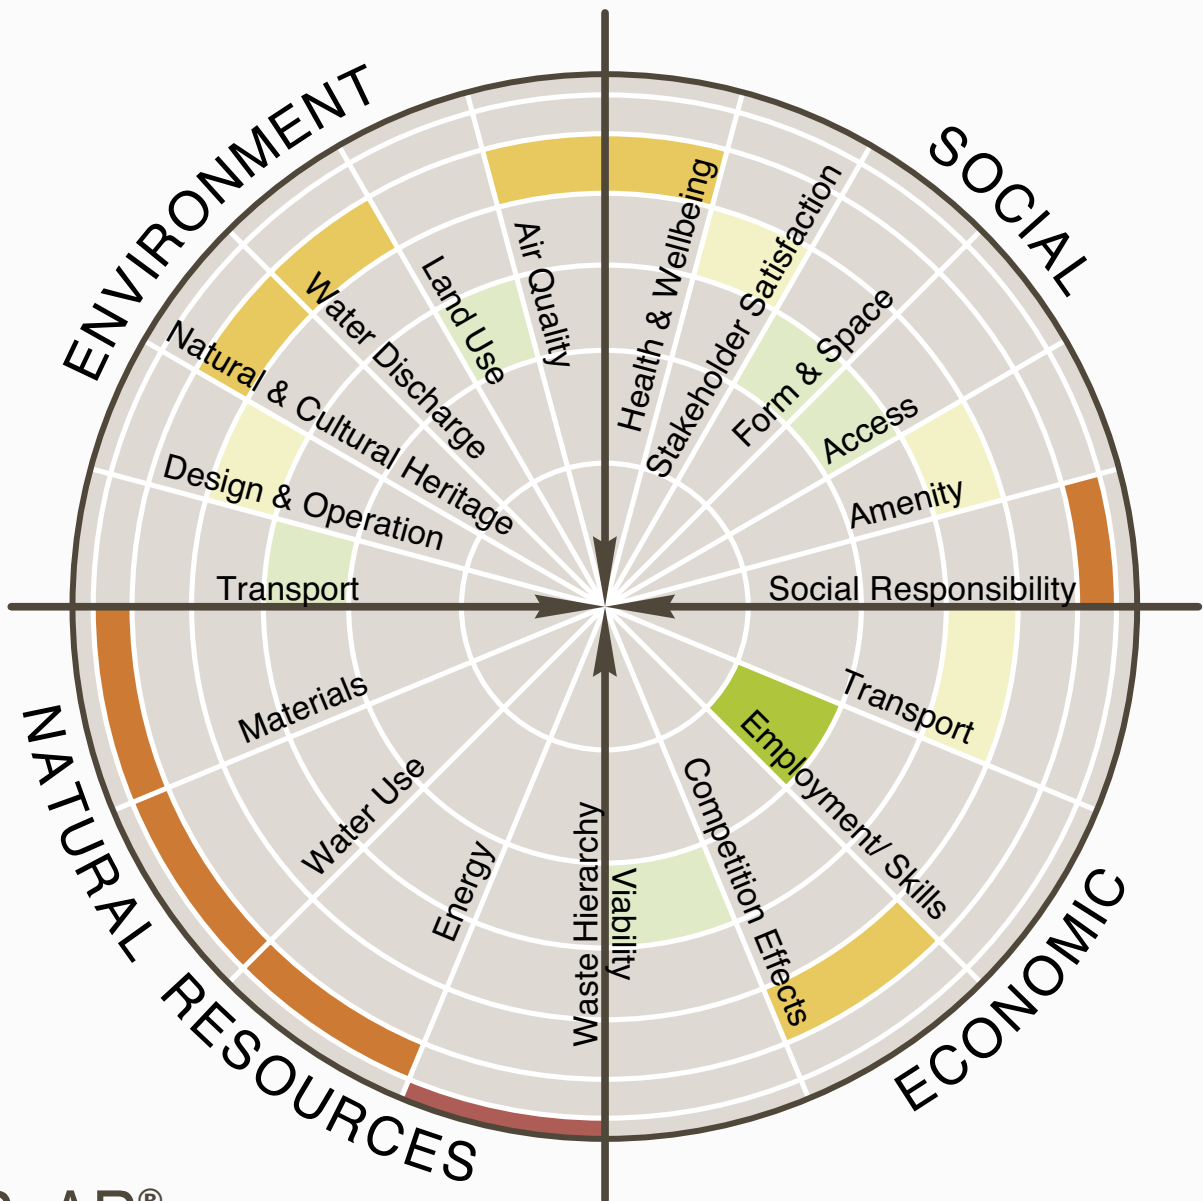 ENVIRONMENT
SOCIAL
Air Quality
Land Use
Water Discharge
Natural & Cultural Heritage
Design & Operation
Transport
Health & Wellbeing
Stakeholder Satisfaction
Form & Space
Access
Amenity
Social Responsibility
Materials
Water Use
Energy
Waste Hierarchy
Transport
Employment/ Skills
Competition Effects
Viability
NATURAL RESOURCES
ECONOMIC